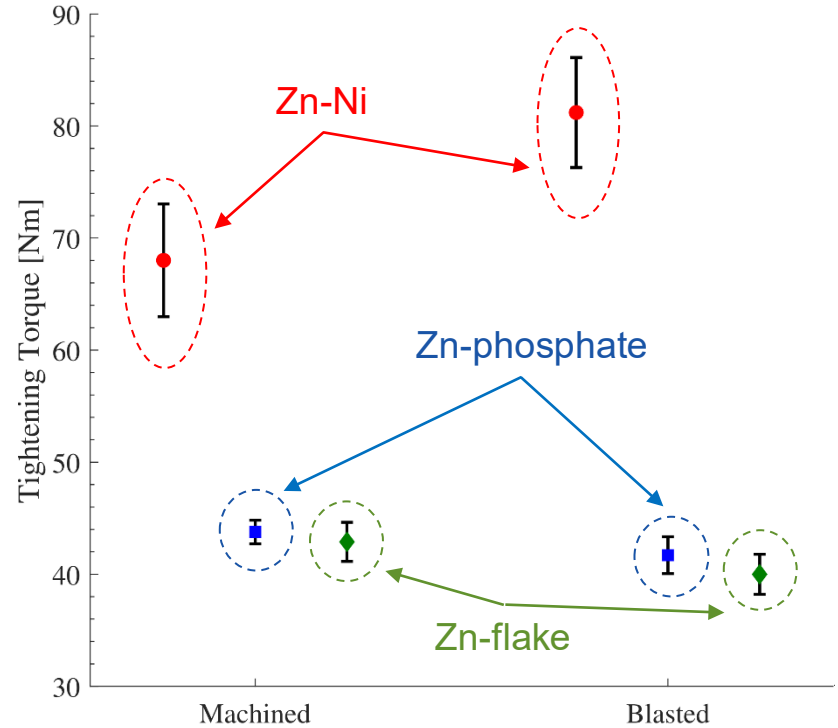 90
80
70
60
50
40
30
Tightening Torque [Nm]
Zn-Ni
Zn-phosphate
Zn-flake
Machined
Blasted